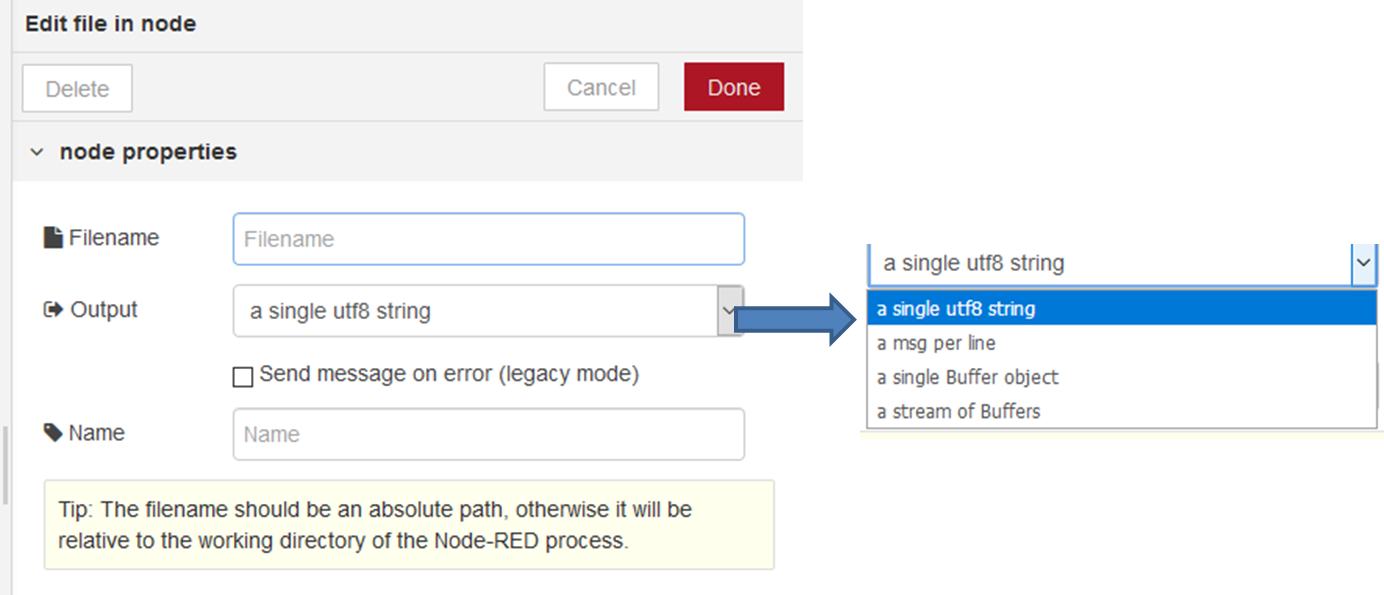 Edit file in node
Delete
Cancel
Done
node properties
Filename
Filename
Output
a single utf8 string
Send message on error (legacy mode)
Name
Name
Tip: The filename should be an absolute path, otherwise it will be
relative to the working directory of the Node-RED process.
a single utf8 string
a single utf8 string
a msg per line
a single Buffer object
a stream of Buffers